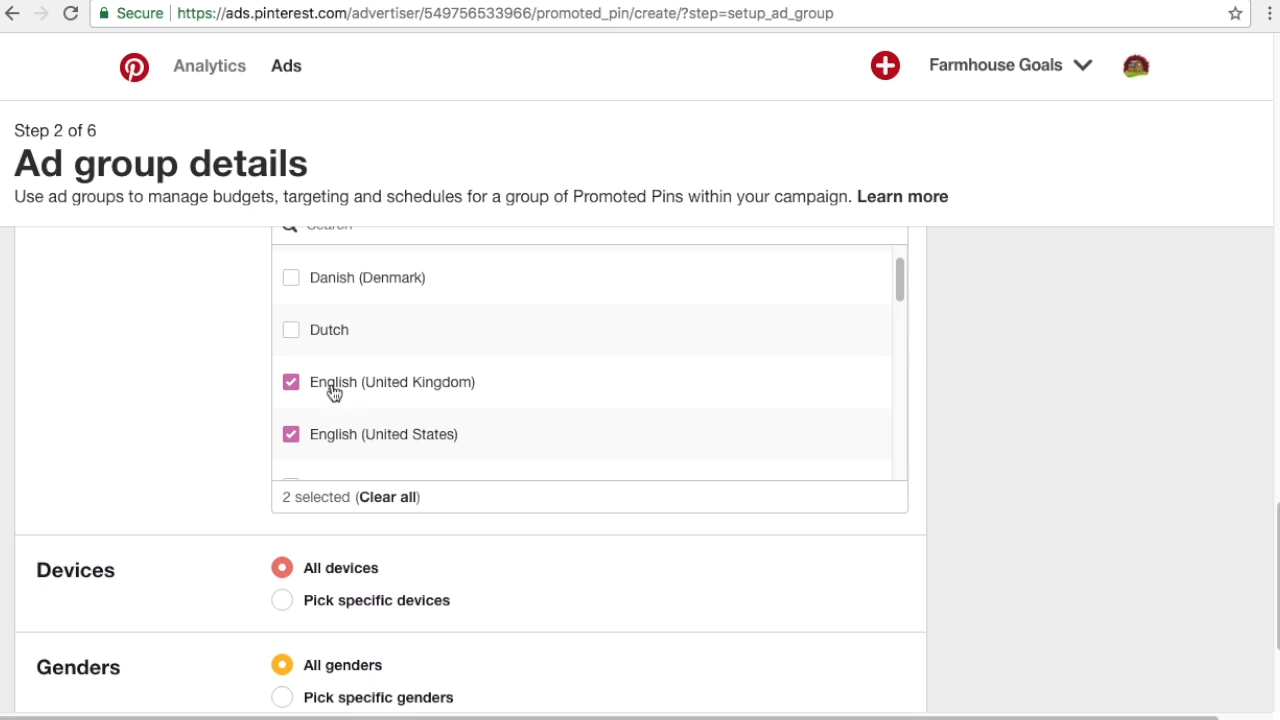 Secure https://ads.pinterest.com/advertiser/549756533966/promoted_pin/create/?step=setup_ad_group
Analytics Ads Farmhouse Goals
Step 2 of 6
Ad group details
Use ad groups to manage budgets, targeting and schedules for a group of Promoted Pins within your campaign. Learn more
Search
Danish (Denmark)
Dutch
English (United Kingdom)
English (United States)
2 selected (Clear all)
Devices
All devices
Pick specific devices
Genders
All genders
Pick specific genders